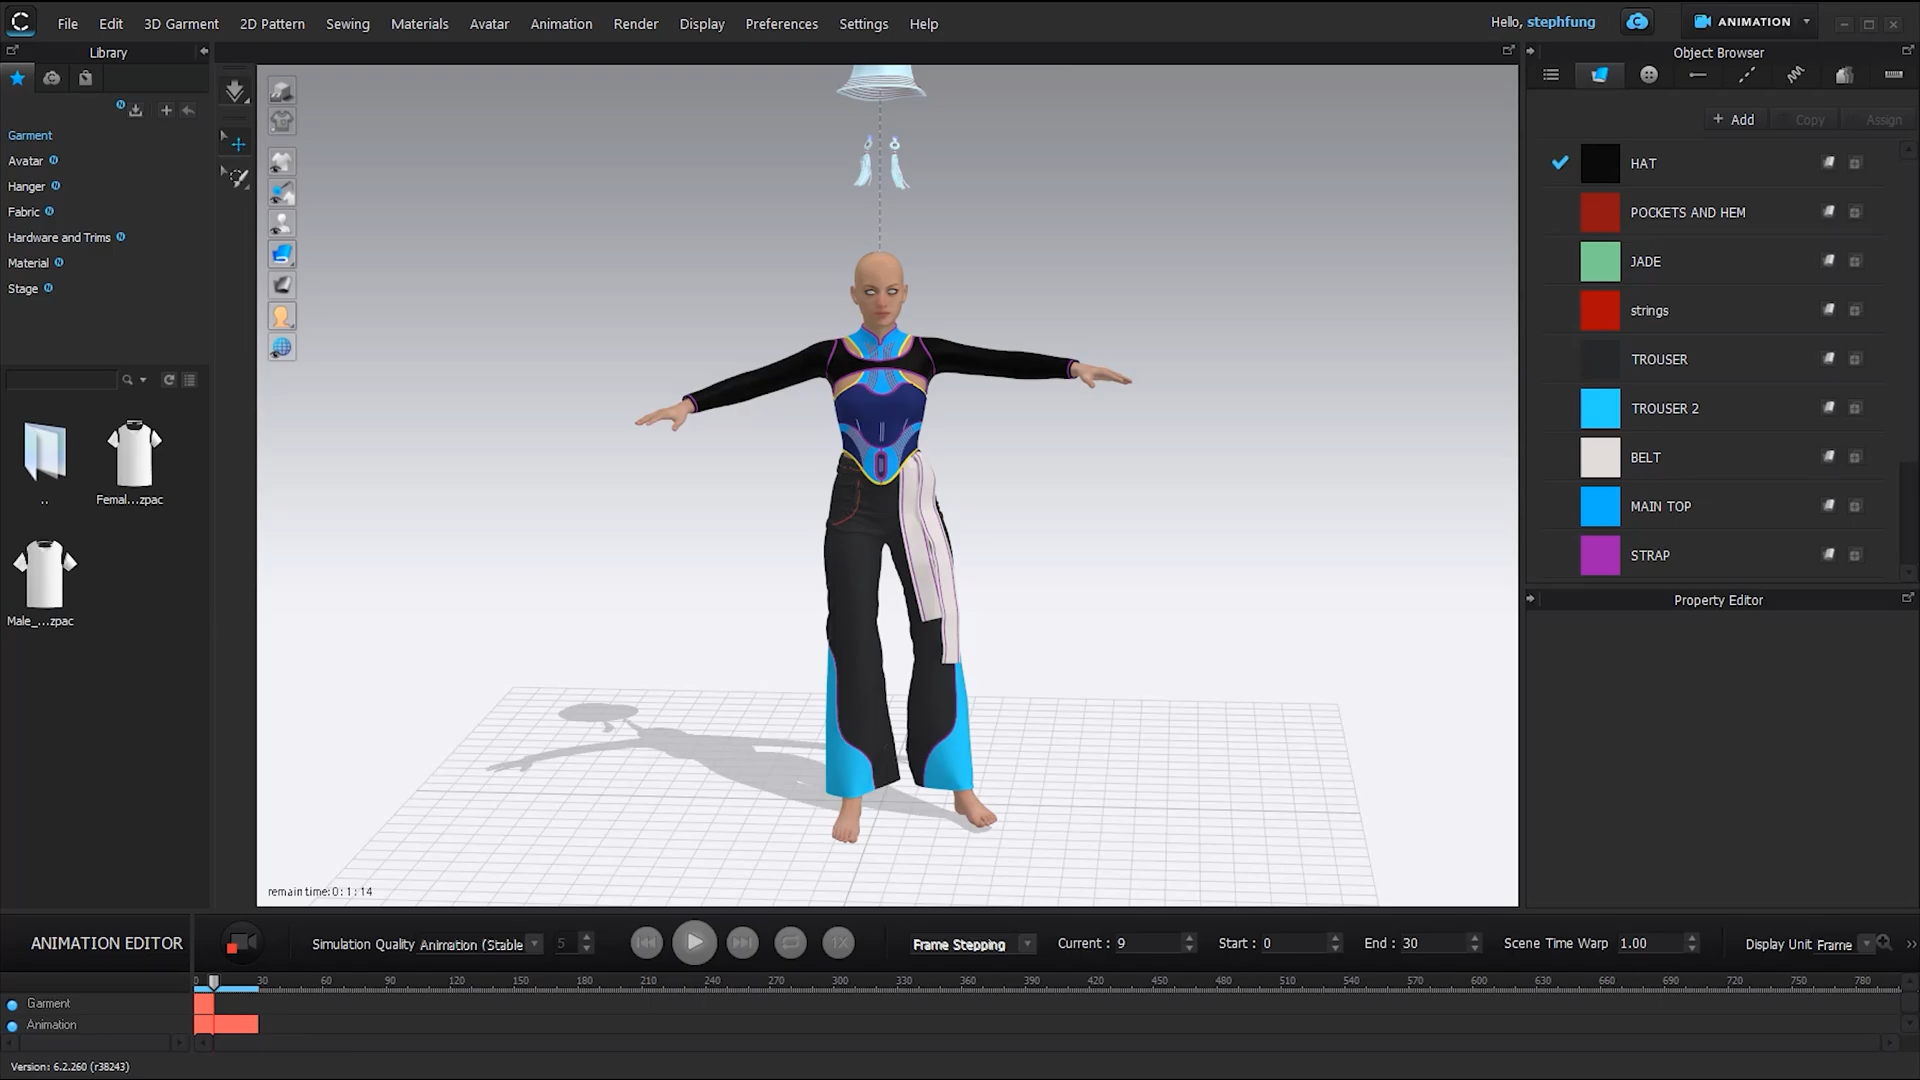 File Edit 3D Garment 2D Pattern Sewing Materials Avatar Animation Render Display Preferences Settings Help
Hello, stephfung
ANIMATION
Library
Object Browser
+ Add Copy Assign
Garment
Avatar
Hanger
Fabric
Hardware and Trims
Material
Stage
HAT
POCKETS AND HEM
JADE
strings
TROUSER
TROUSER 2
BELT
MAIN TOP
STRAP
Property Editor
..
Femal...zpac
Male_...zpac
remain time: 0 : 1 : 14
ANIMATION EDITOR
Simulation Quality Animation (Stable 5
1X
Frame Stepping
Current : 9
Start : 0
End : 30
Scene Time Warp 1.00
Display Unit Frame
0 30 60 90 120 150 180 210 240 270 300 330 360 390 420 450 480 510 540 570 600 630 660 690 720 750 780
Garment
Animation
Version: 6.2.260 (r38243)